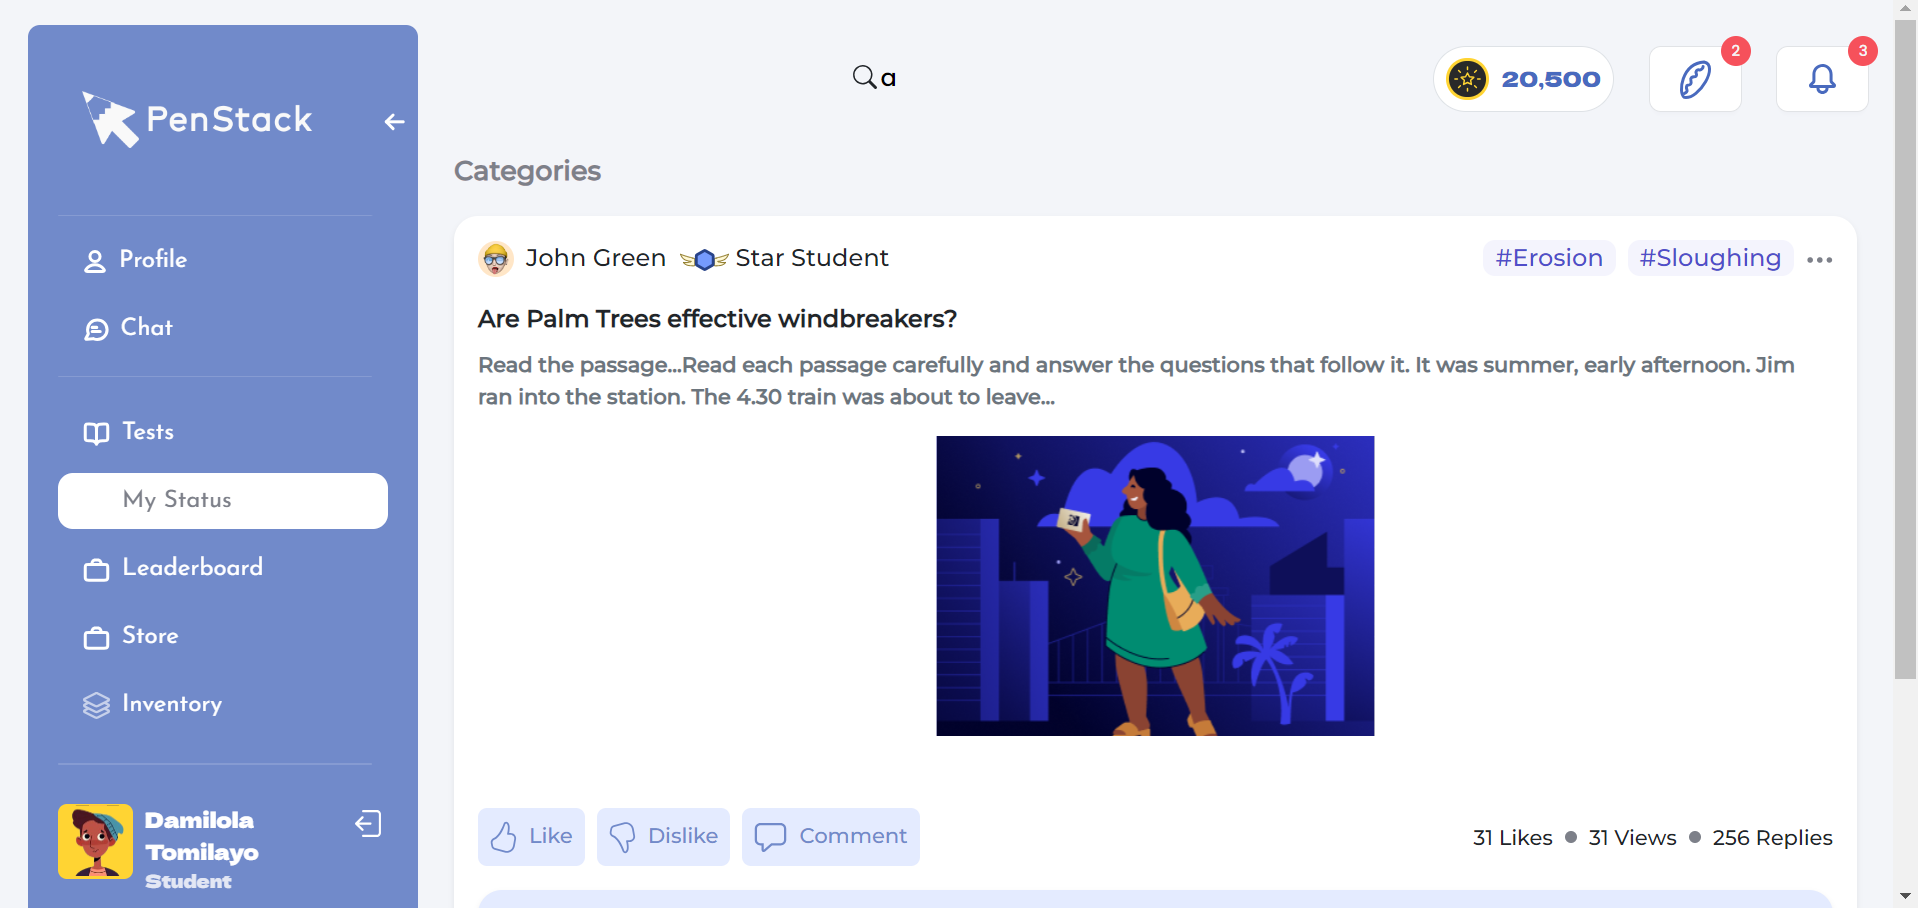 PenStack
Profile
Chat
Tests
My Status
Leaderboard
Store
Inventory
Damilola
Tomilayo
Student
a
20,500
2
3
Categories
John Green Star Student #Erosion #Sloughing
Are Palm Trees effective windbreakers?
Read the passage...Read each passage carefully and answer the questions that follow it. It was summer, early afternoon. Jim
ran into the station. The 4.30 train was about to leave...
Like Dislike Comment 31 Likes 31 Views 256 Replies